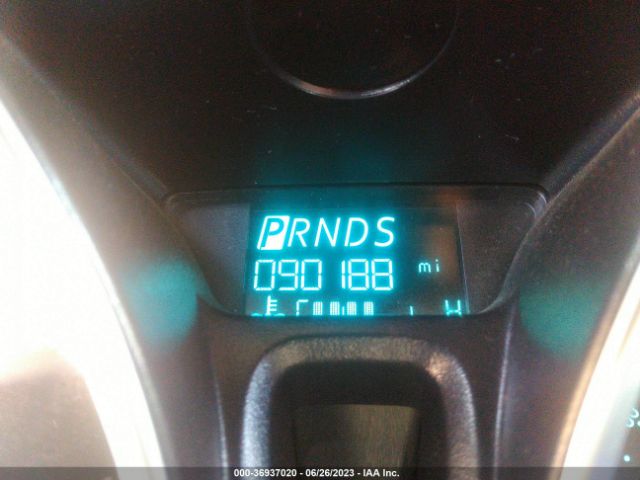 PRNDS
090188 mi
C H
000-36937020 | 06/26/2023 | IAA Inc.